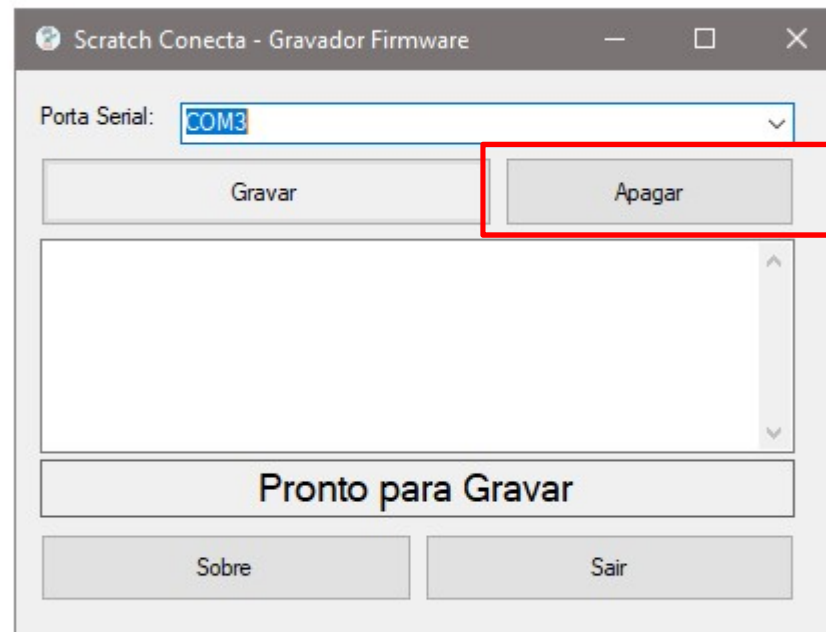 Scratch Conecta - Gravador Firmware
Porta Serial: COM3
Gravar Apagar
Pronto para Gravar
Sobre Sair